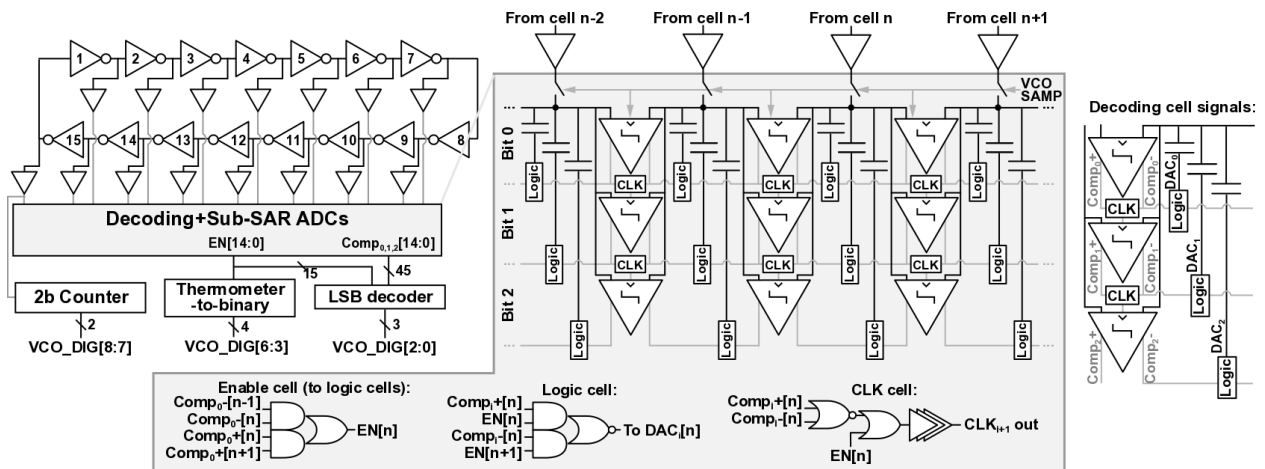 From cell n-2 From cell n-1 From cell n From cell n+1
1 2 3 4 5 6 7
15 14 13 12 11 10 9 8
Decoding+Sub-SAR ADCs
EN[14:0] Comp0,1,2[14:0]
15 45
2b Counter
Thermometer
-to-binary
LSB decoder
2 4 3
VCO_DIG[8:7] VCO_DIG[6:3] VCO_DIG[2:0]
VCO
SAMP
... ...
Bit 0
Logic Logic Logic Logic
CLK CLK CLK
... ...
Bit 1
Logic Logic Logic Logic
CLK CLK CLK
... ...
Bit 2
Logic Logic Logic Logic
... ...
Decoding cell signals:
Comp0+ Comp0- DAC0
CLK Logic
Comp1+ Comp1- DAC1
CLK Logic
Comp2+ Comp2- DAC2
Logic
Enable cell (to logic cells):
Comp0-[n-1]
Comp0-[n]
Comp0+[n]
Comp0+[n+1]
EN[n]
Logic cell:
Compi+[n]
EN[n]
Compi-[n]
EN[n+1]
To DACi[n]
CLK cell:
Compi+[n]
Compi-[n]
EN[n]
CLKi+1 out